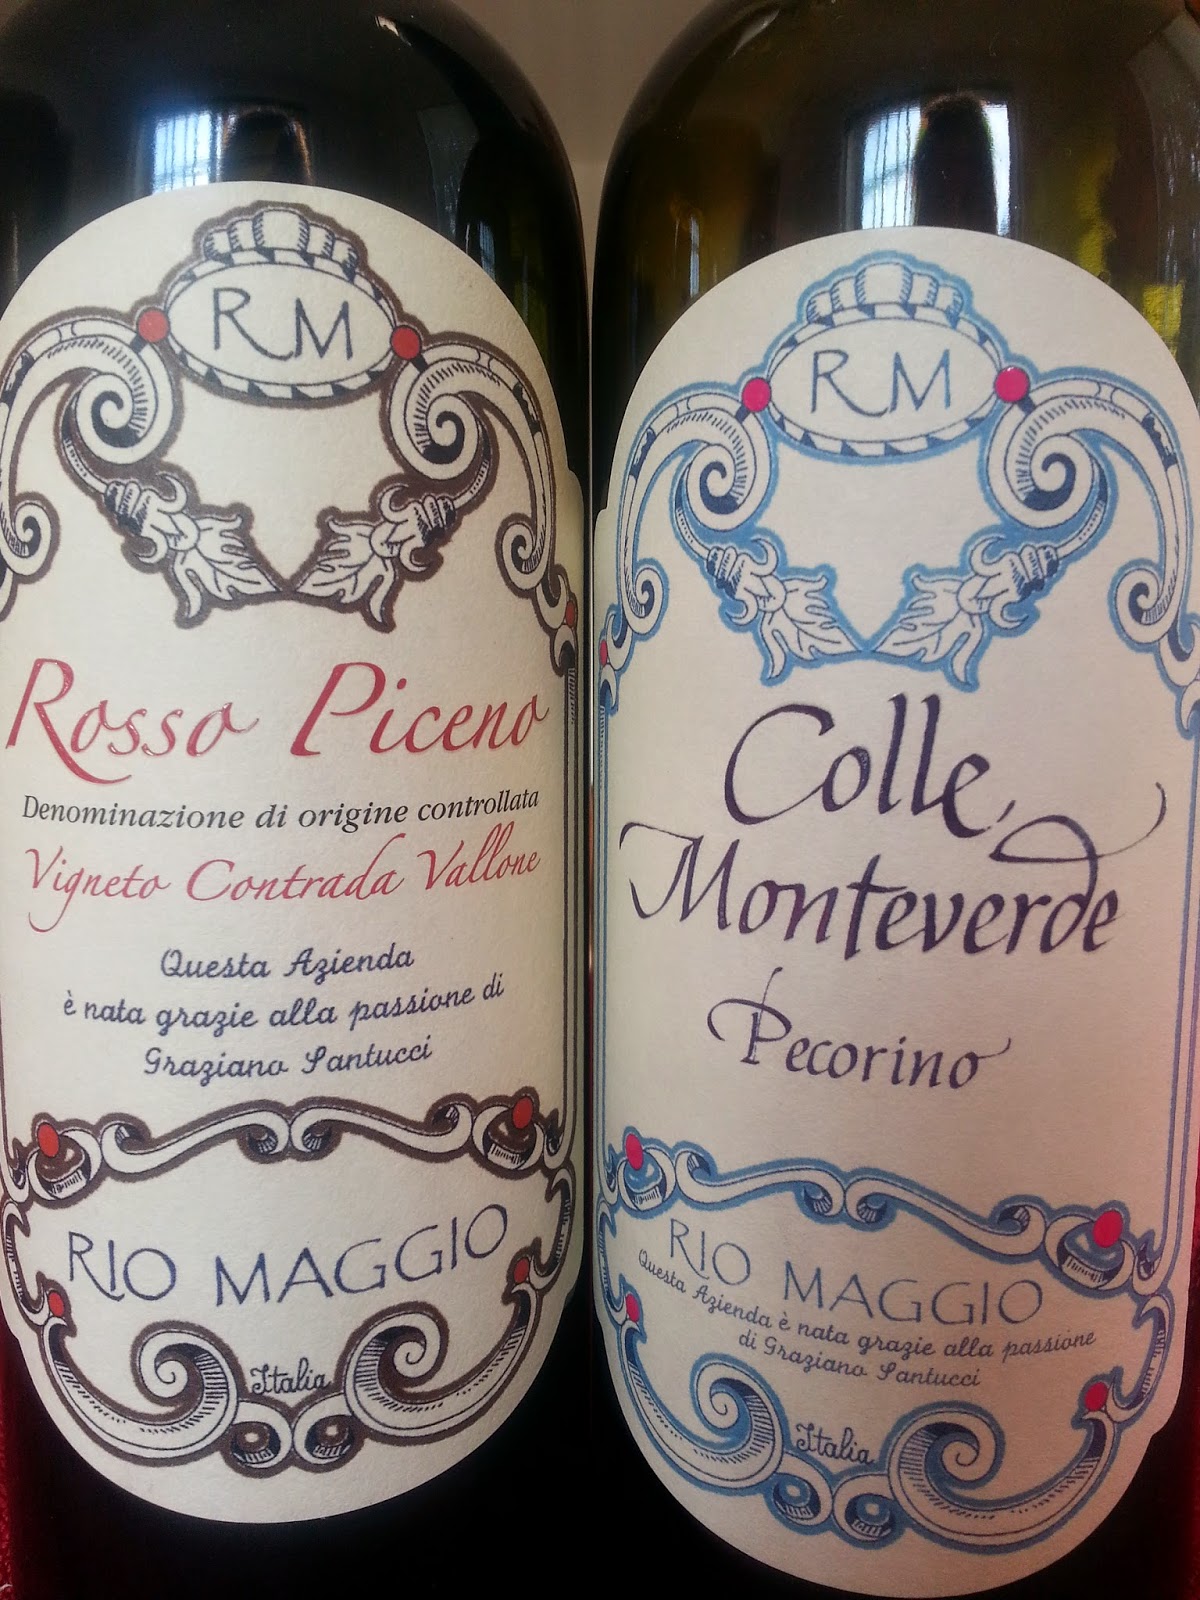 RM
Rosso Piceno
Denominazione di origine controllata
Vigneto Contrada Vallone
Questa Azienda
è nata grazie alla passione di
Graziano Santucci
RIO MAGGIO
Italia
RM
Colle
Monteverde
Pecorino
RIO MAGGIO
Questa Azienda è nata grazie alla passione
di Graziano Santucci
Italia